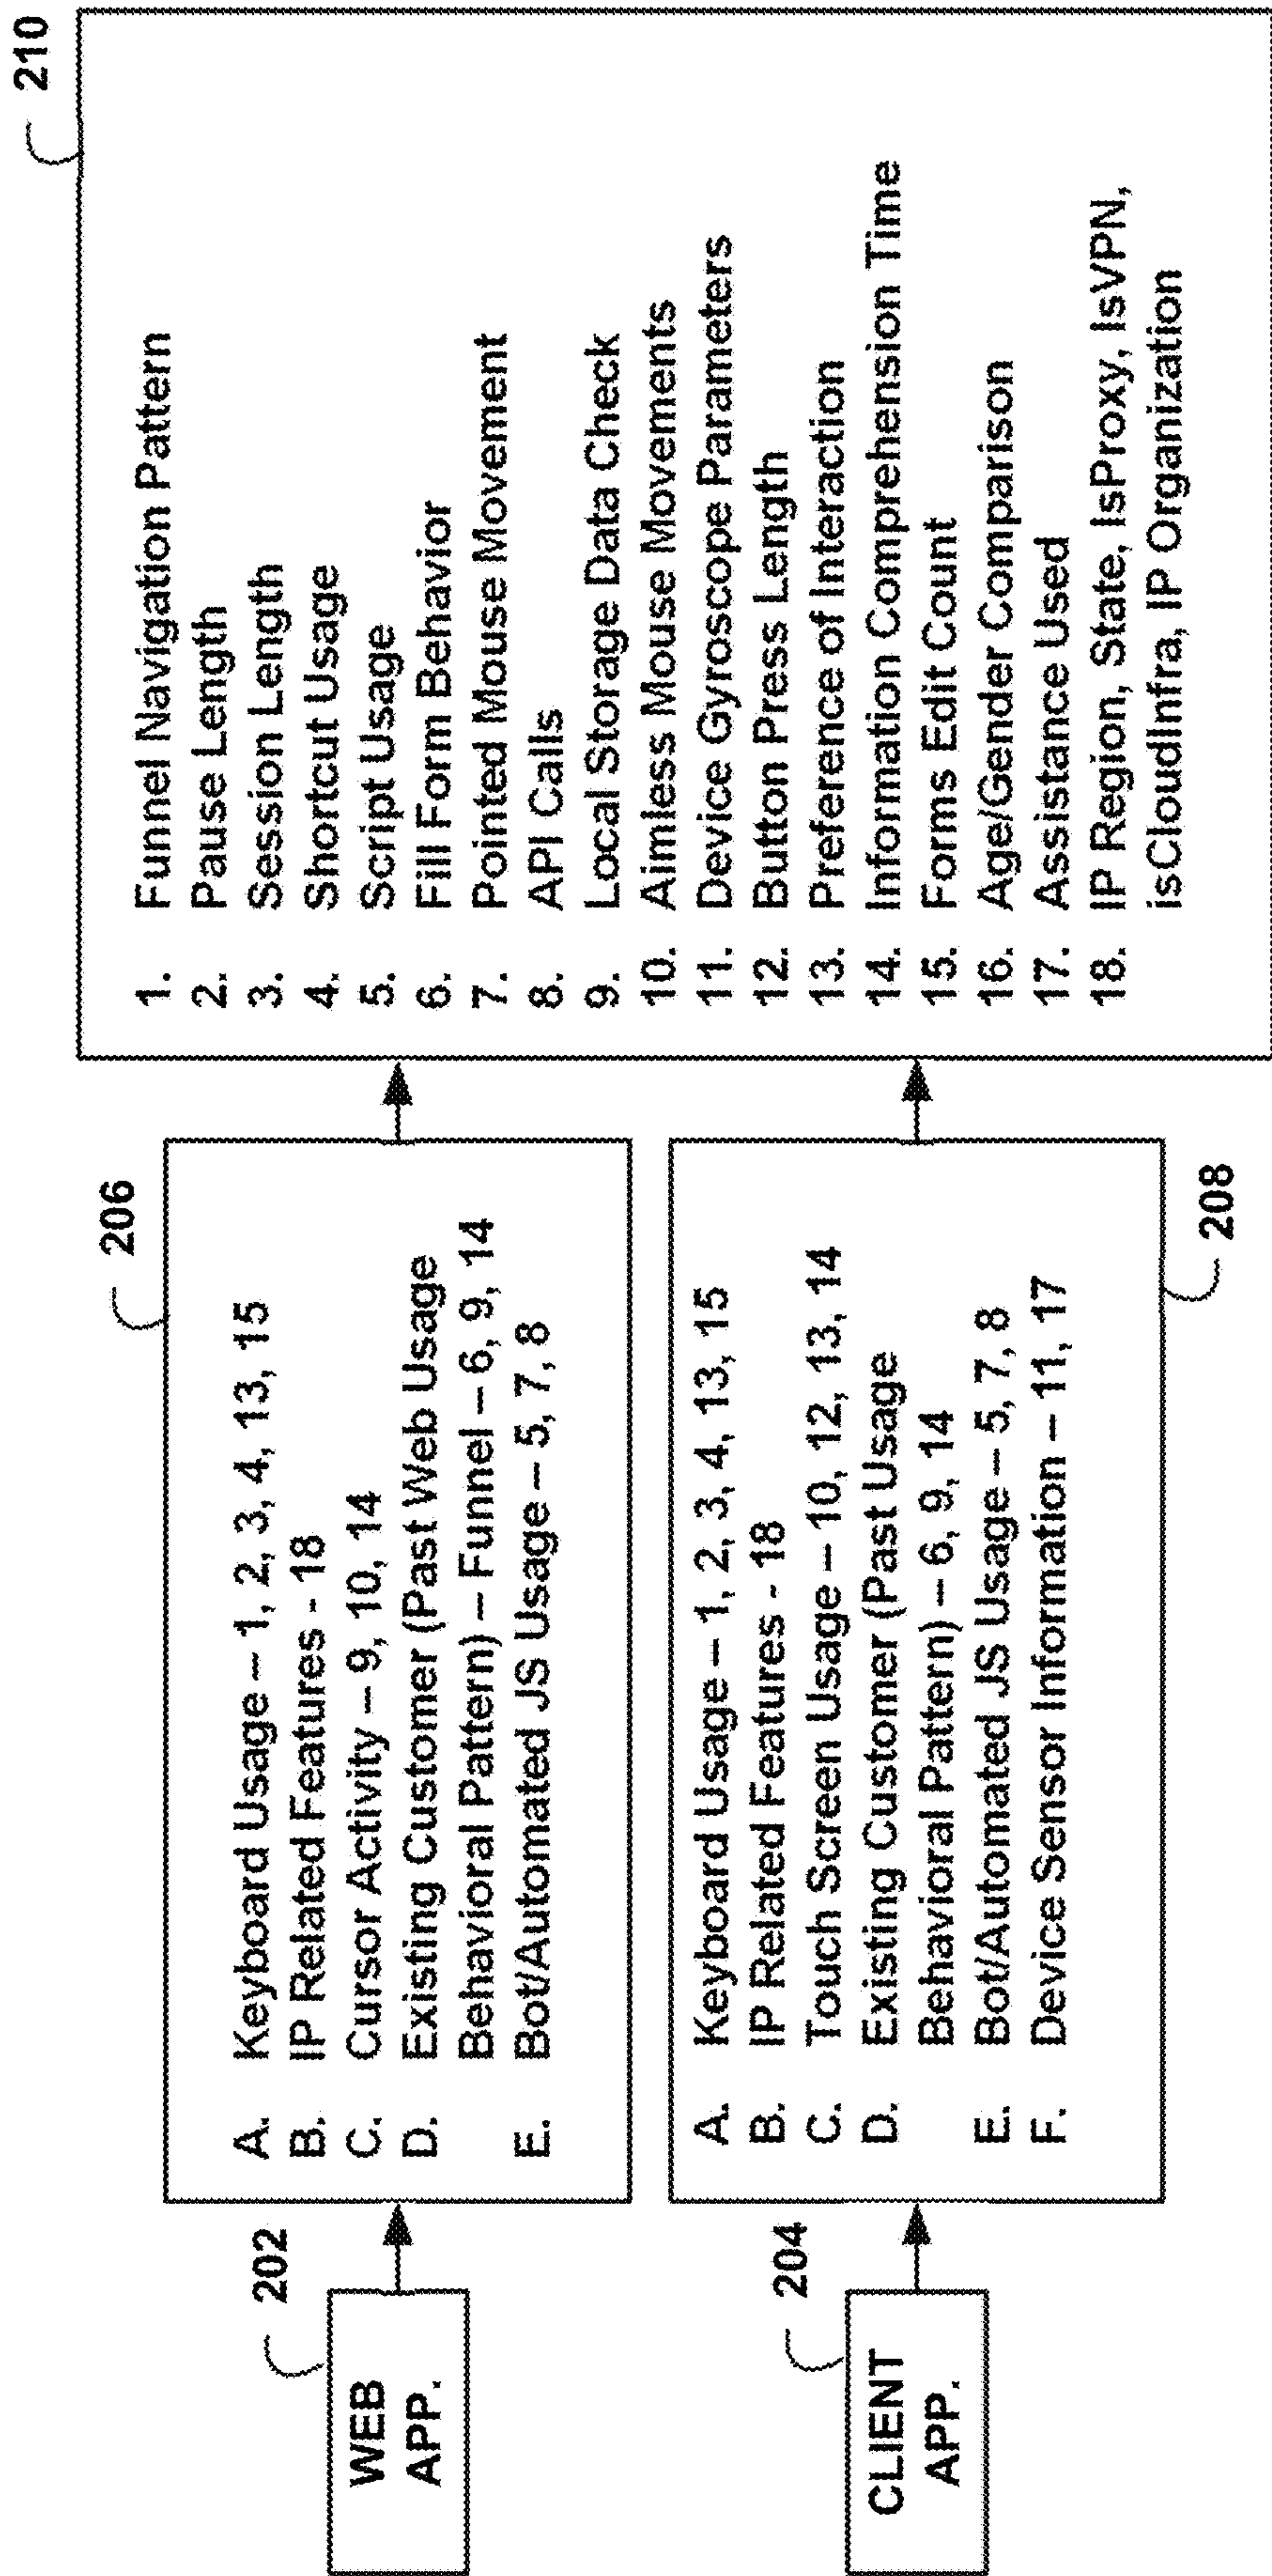 202
WEB
APP.
206
A. Keyboard Usage – 1, 2, 3, 4, 13, 15
B. IP Related Features - 18
C. Cursor Activity – 9, 10, 14
D. Existing Customer (Past Web Usage
Behavioral Pattern) – Funnel – 6, 9, 14
E. Bot/Automated JS Usage – 5, 7, 8
204
CLIENT
APP.
208
A. Keyboard Usage – 1, 2, 3, 4, 13, 15
B. IP Related Features - 18
C. Touch Screen Usage – 10, 12, 13, 14
D. Existing Customer (Past Usage
Behavioral Pattern) – 6, 9, 14
E. Bot/Automated JS Usage – 5, 7, 8
F. Device Sensor Information – 11, 17
210
1. Funnel Navigation Pattern
2. Pause Length
3. Session Length
4. Shortcut Usage
5. Script Usage
6. Fill Form Behavior
7. Pointed Mouse Movement
8. API Calls
9. Local Storage Data Check
10. Aimless Mouse Movements
11. Device Gyroscope Parameters
12. Button Press Length
13. Preference of Interaction
14. Information Comprehension Time
15. Forms Edit Count
16. Age/Gender Comparison
17. Assistance Used
18. IP Region, State, IsProxy, IsVPN,
isCloudInfra, IP Organization